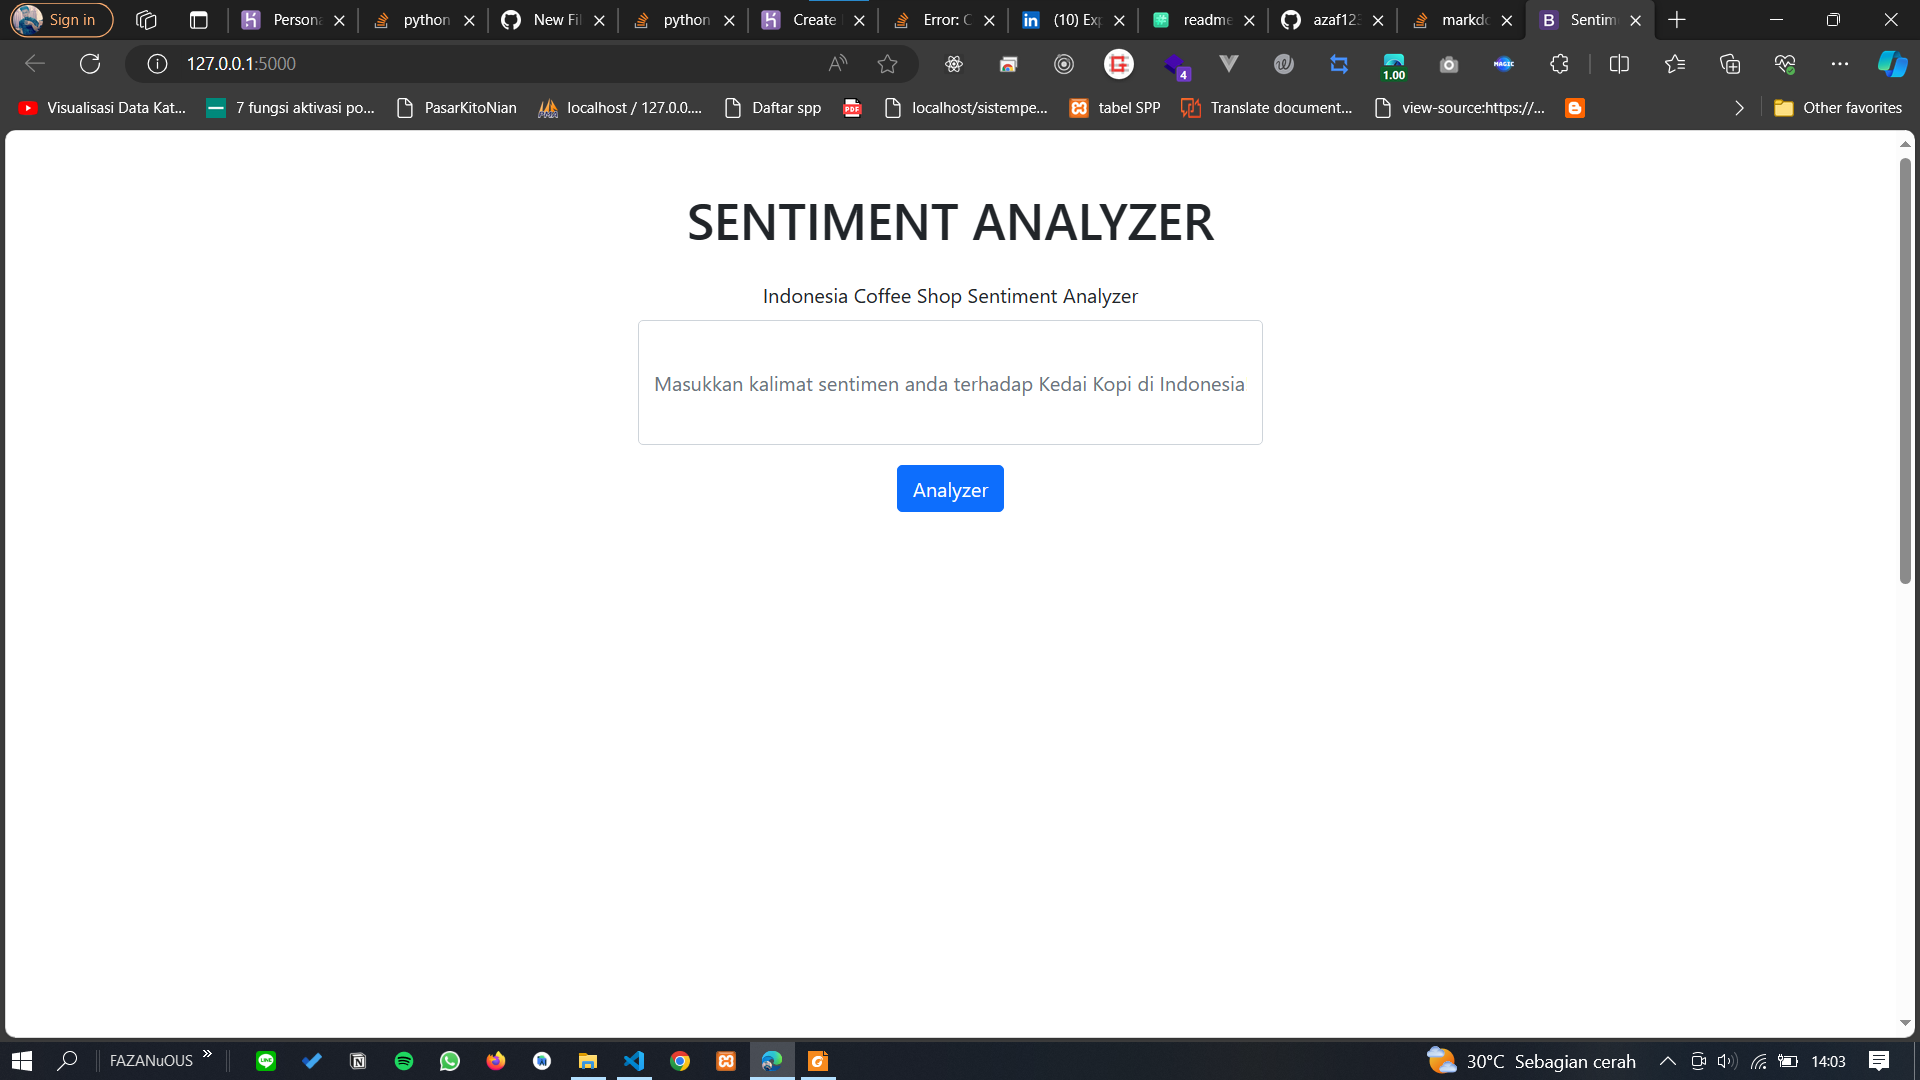 Sign in
Persona
python
New Fil
python
Create
Error: C
(10) Exp
readme
azaf123
markdo
Sentim
127.0.0.1:5000
4
1.00
MAGIC
Visualisasi Data Kat...
7 fungsi aktivasi po...
PasarKitoNian
localhost / 127.0.0....
Daftar spp
PDF
localhost/sistempe...
tabel SPP
Translate document...
view-source:https://...
Other favorites
SENTIMENT ANALYZER
Indonesia Coffee Shop Sentiment Analyzer
Masukkan kalimat sentimen anda terhadap Kedai Kopi di Indonesia
Analyzer
FAZANuOUS
30°C Sebagian cerah
14:03